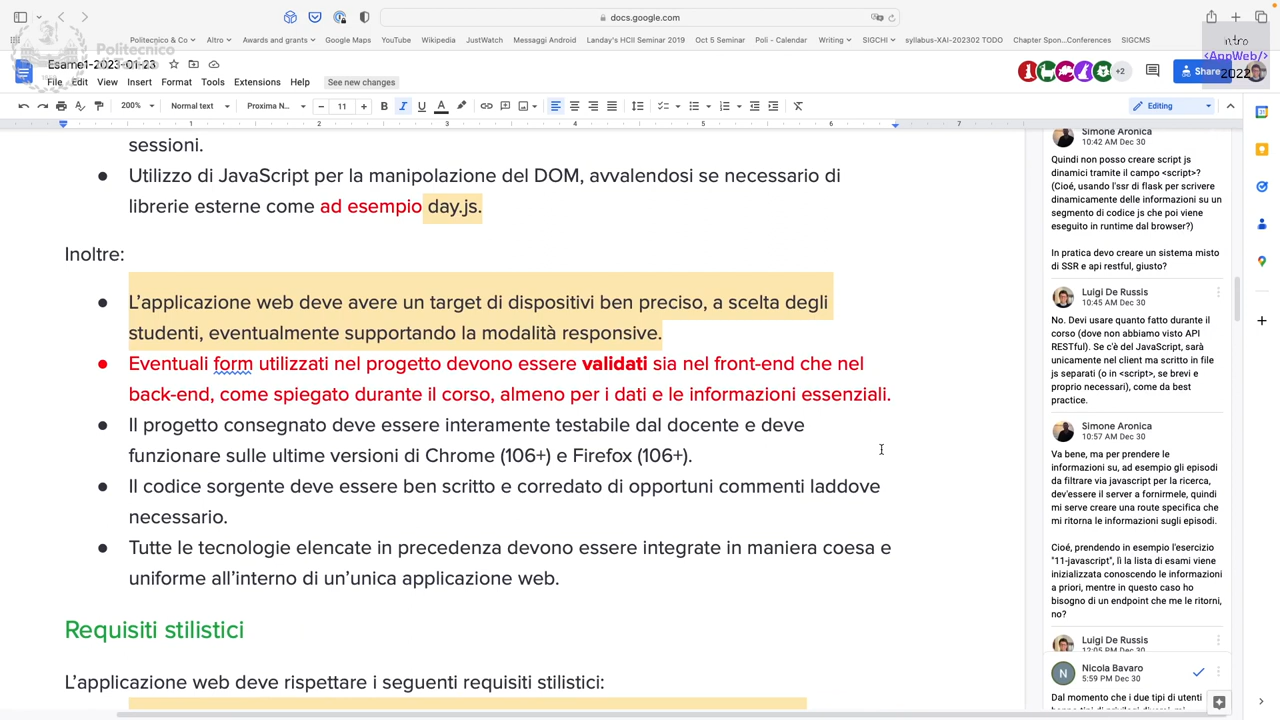 docs.google.com
Politecnico & Co
Altro
Awards and grants
Google Maps
YouTube
Wikipedia
JustWatch
Messaggi Android
Landay's HCII Seminar 2019
Oct 5 Seminar
Poli - Calendar
Writing
SIGCHI
syllabus-XAI-202302 TODO
Chapter Spon...Conferences
SIGCMS
Politecnico
intro
<AppWeb/>
2022
Esame1-2023-01-23
File Edit View Insert Format Tools Extensions Help
See new changes
+2
Share
200%
Normal text
Proxima N...
11
Editing
1 2 3 4 5 6 7
sessioni.
● Utilizzo di JavaScript per la manipolazione del DOM, avvalendosi se necessario di
librerie esterne come ad esempio day.js.
Inoltre:
● L'applicazione web deve avere un target di dispositivi ben preciso, a scelta degli
studenti, eventualmente supportando la modalità responsive.
● Eventuali form utilizzati nel progetto devono essere validati sia nel front-end che nel
back-end, come spiegato durante il corso, almeno per i dati e le informazioni essenziali.
● Il progetto consegnato deve essere interamente testabile dal docente e deve
funzionare sulle ultime versioni di Chrome (106+) e Firefox (106+).
● Il codice sorgente deve essere ben scritto e corredato di opportuni commenti laddove
necessario.
● Tutte le tecnologie elencate in precedenza devono essere integrate in maniera coesa e
uniforme all'interno di un'unica applicazione web.
Requisiti stilistici
L'applicazione web deve rispettare i seguenti requisiti stilistici:
Simone Aronica
10:42 AM Dec 30
Quindi non posso creare script js
dinamici tramite il campo <script>?
(Cioé, usando l'ssr di flask per scrivere
dinamicamente delle informazioni su un
segmento di codice js che poi viene
eseguito in runtime dal browser?)
In pratica devo creare un sistema misto
di SSR e api restful, giusto?
Luigi De Russis
10:45 AM Dec 30
No. Devi usare quanto fatto durante il
corso (dove non abbiamo visto API
RESTful). Se c'è del JavaScript, sarà
unicamente nel client ma scritto in file
js separati (o in <script>, se brevi e
proprio necessari), come da best
practice.
Simone Aronica
10:57 AM Dec 30
Va bene, ma per prendere le
informazioni su, ad esempio gli episodi
da filtrare via javascript per la ricerca,
dev'essere il server a fornirmele, quindi
mi serve creare una route specifica che
mi ritorna le informazioni sugli episodi.
Cioé, prendendo in esempio l'esercizio
"11-javascript", lì la lista di esami viene
inizializzata conoscendo le informazioni
a priori, mentre in questo caso ho
bisogno di un endpoint che me le ritorni,
no?
Luigi De Russis
12:05 PM Dec 30
Nicola Bavaro
5:59 PM Dec 30
Dal momento che i due tipi di utenti